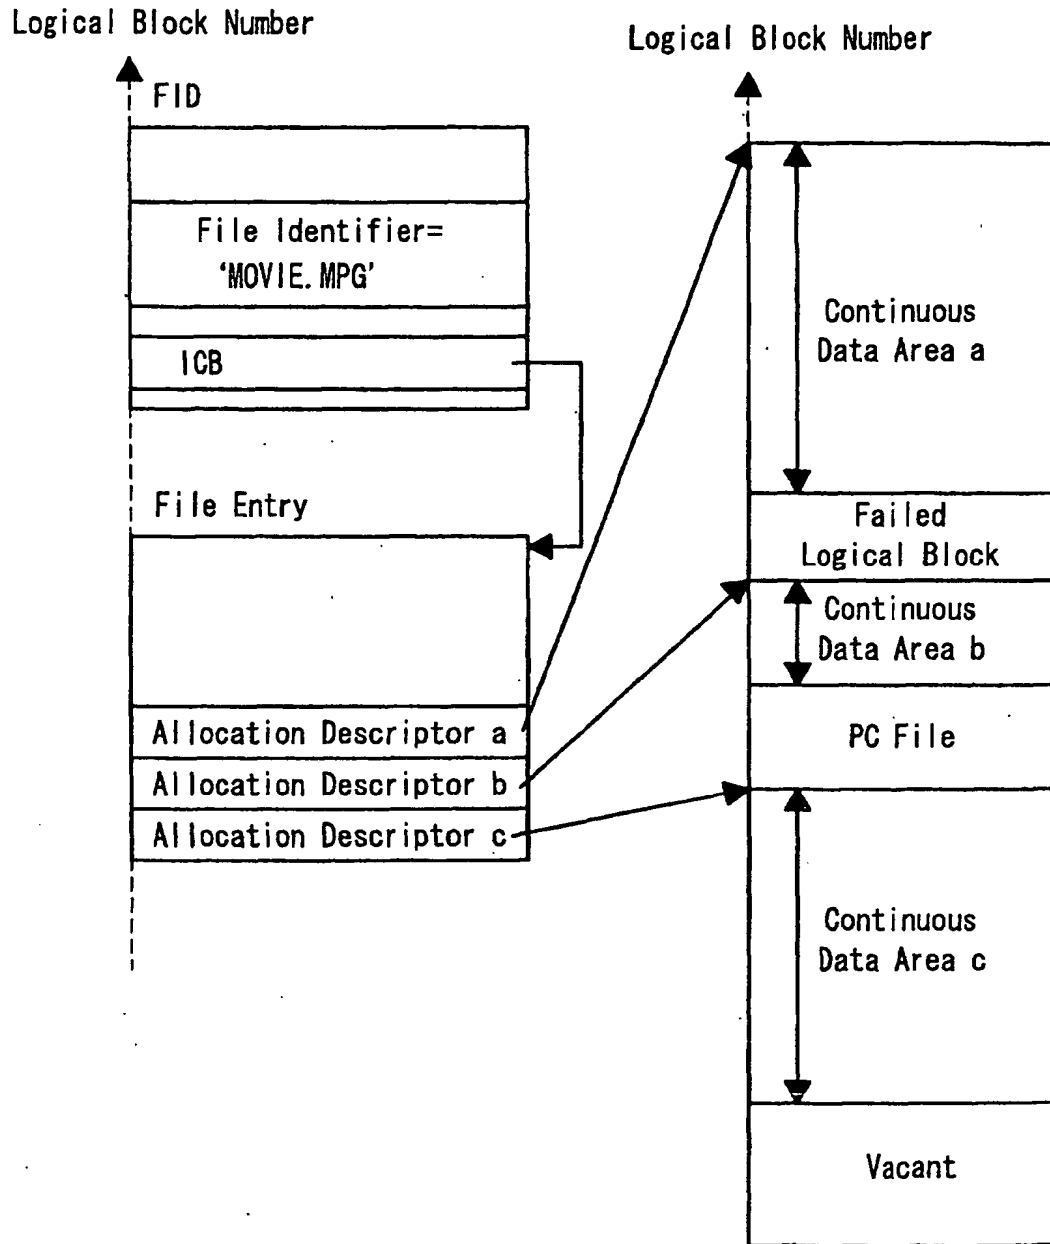 Logical Block Number
FID
File Identifier=
‘MOVIE.MPG’
ICB
File Entry
Allocation Descriptor a
Allocation Descriptor b
Allocation Descriptor c
Logical Block Number
Continuous
Data Area a
Failed
Logical Block
Continuous
Data Area b
PC File
Continuous
Data Area c
Vacant